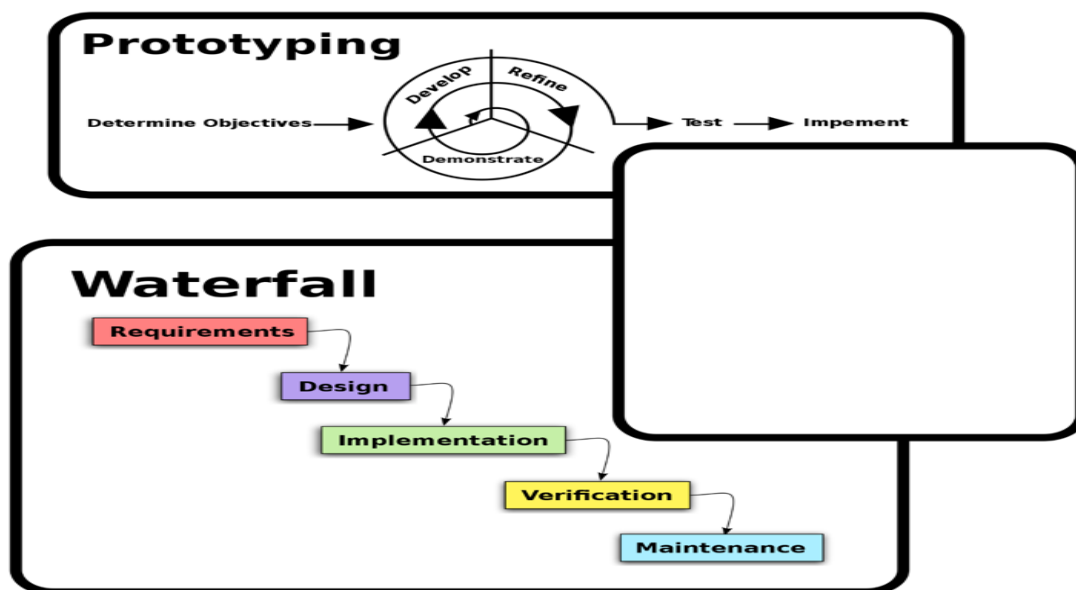 Prototyping
Develop
Refine
Determine Objectives
Test
Impement
Demonstrate
Waterfall
Requirements
Design
Implementation
Verification
Maintenance